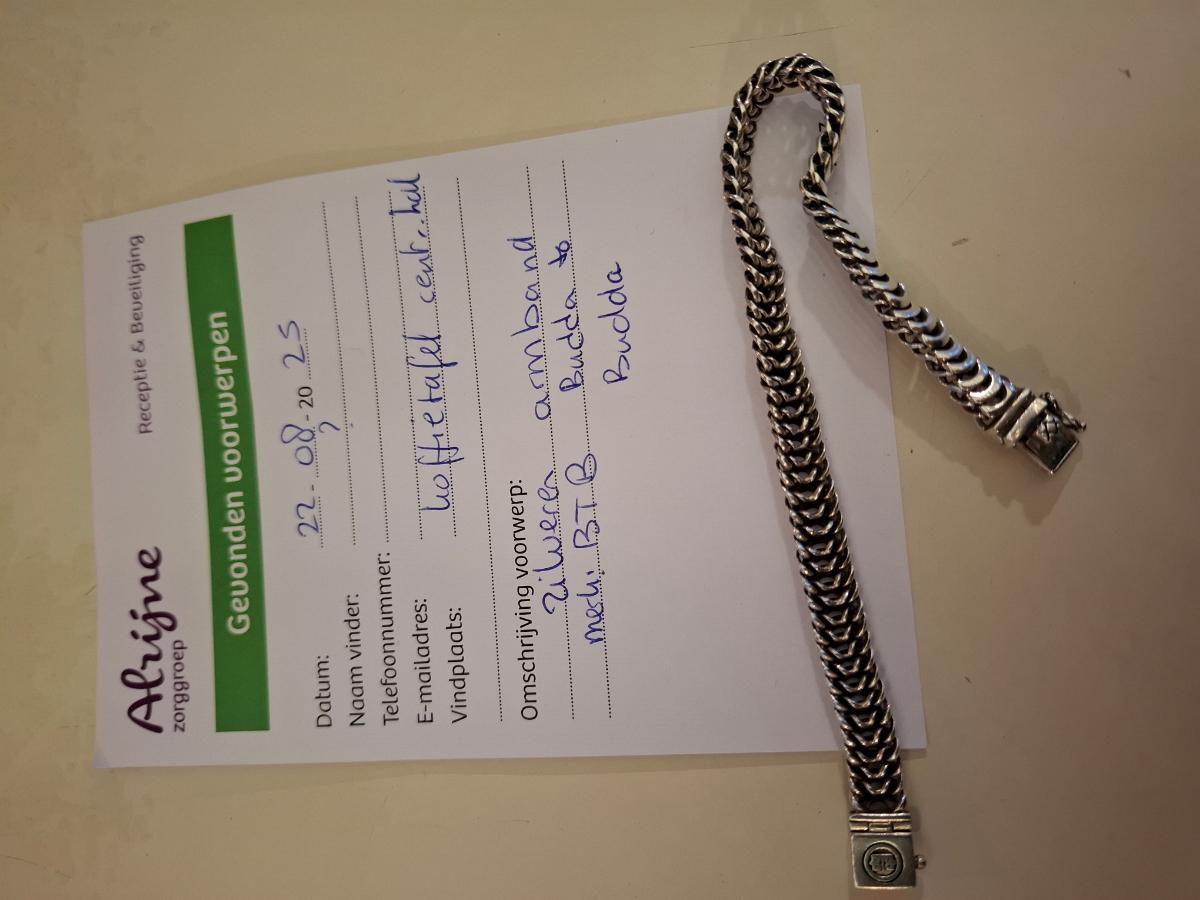 Alrijne
zorggroep
Receptie & Beveiliging
Gevonden voorwerpen
Datum: 22 - 08 - 20 25
Naam vinder: ?
Telefoonnummer:
E-mailadres:
Vindplaats: koffietafel centr. hal
Omschrijving voorwerp:
zilveren armband
merk: BTB Budda to
Budda